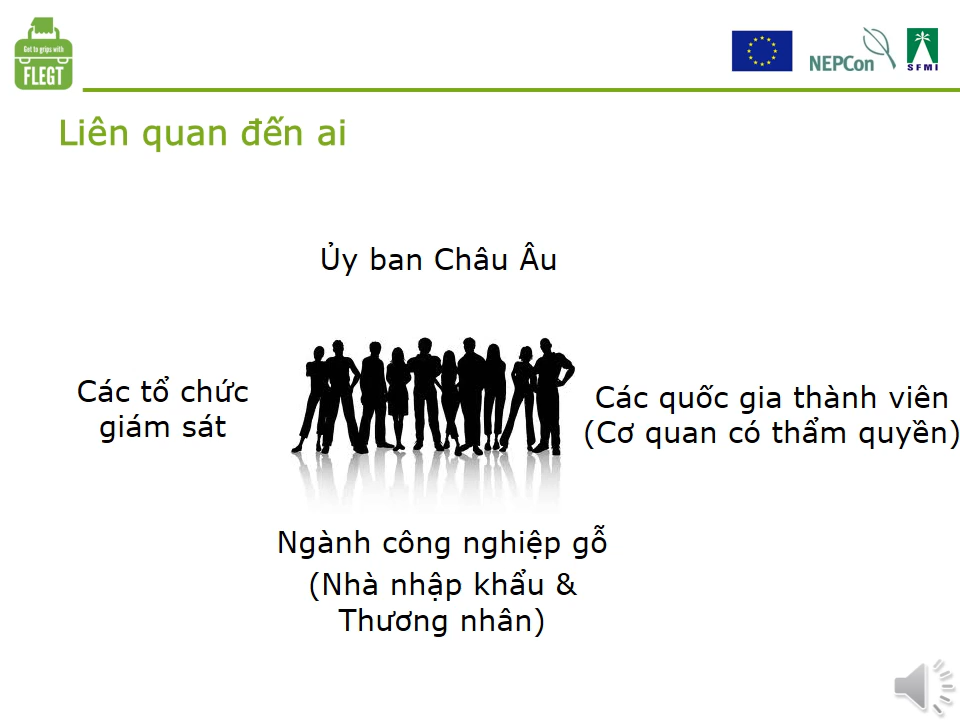 Get to grips with
FLEGT
NEPCon
SFMI
Liên quan đến ai
Ủy ban Châu Âu
Các tổ chức
giám sát
Các quốc gia thành viên
(Cơ quan có thẩm quyền)
Ngành công nghiệp gỗ
(Nhà nhập khẩu &
Thương nhân)